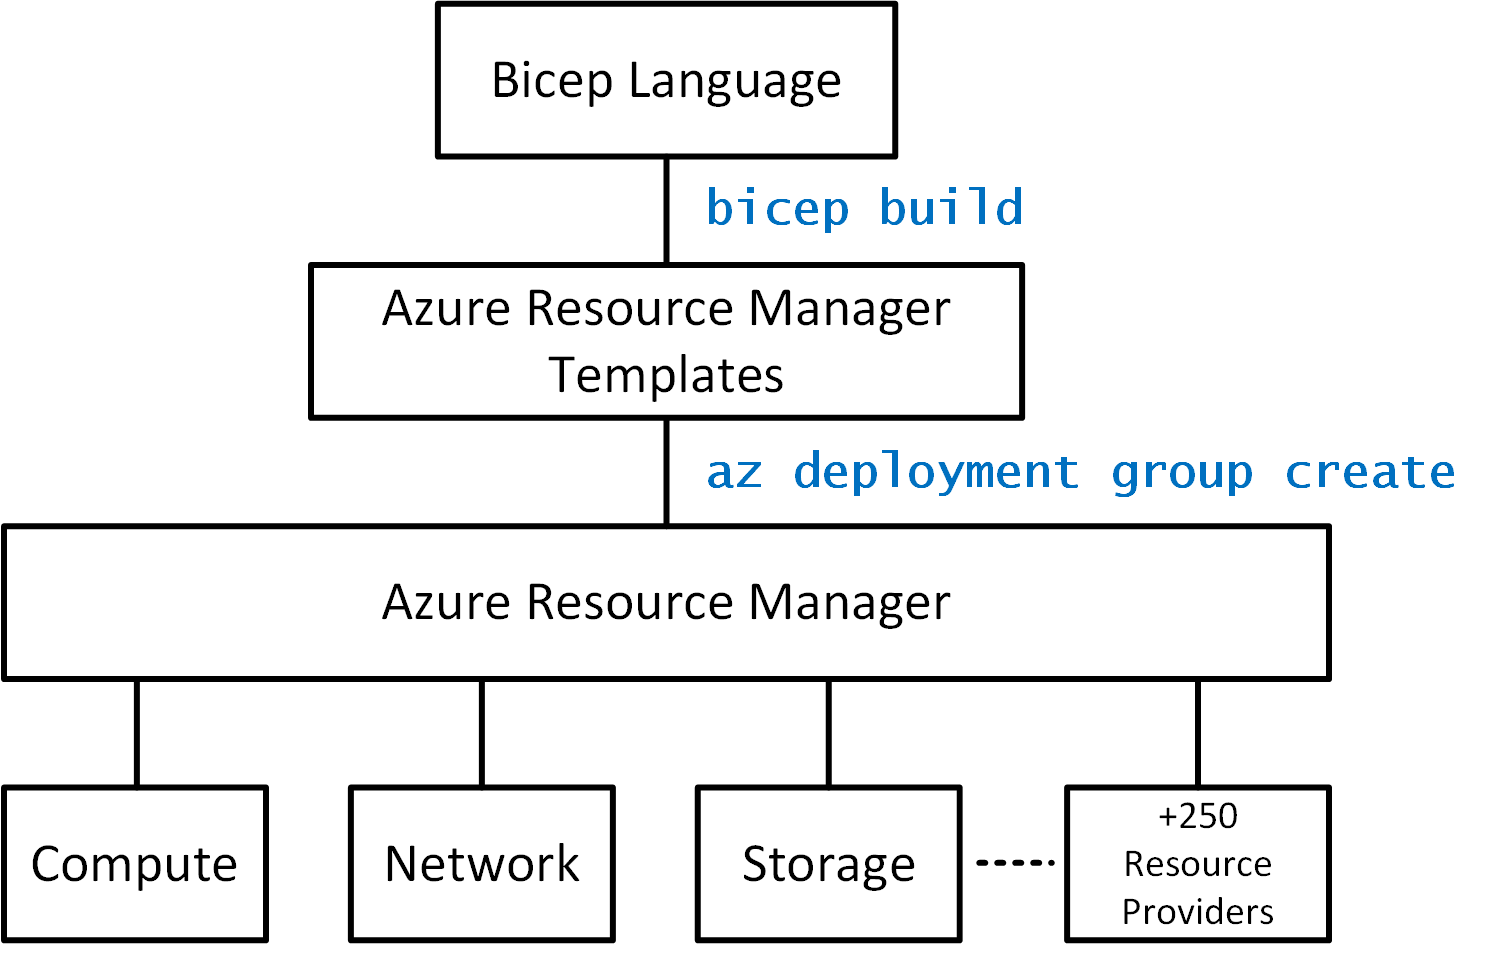 Bicep Language
bicep build
Azure Resource Manager
Templates
az deployment group create
Azure Resource Manager
Compute
Network
Storage
+250
Resource
Providers